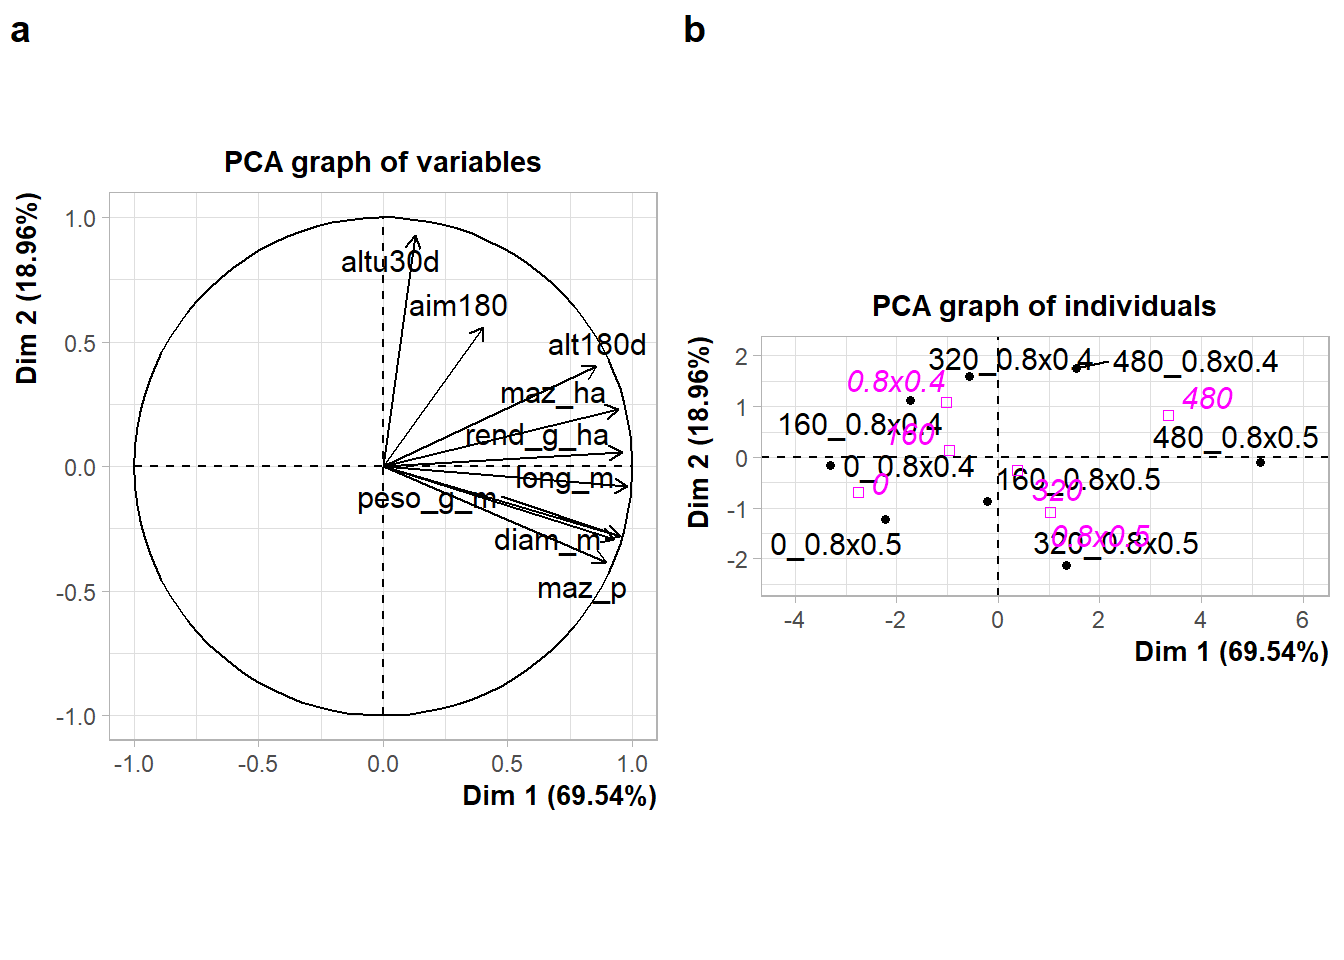 a
b
PCA graph of variables
Dim 2 (18.96%)
1.0
0.5
0.0
-0.5
-1.0
altu30d
aim180
alt180d
maz_ha
rend_g_ha
long_m
peso_g_m
diam_m
maz_p
-1.0
-0.5
0.0
0.5
1.0
Dim 1 (69.54%)
PCA graph of individuals
Dim 2 (18.96%)
2
1
0
-1
-2
320_0.8x0.4
480_0.8x0.4
0.8x0.4
480
160_0.8x0.4
160
480_0.8x0.5
0_0.8x0.4
0
160_0.8x0.5
320
0.8x0.5
0_0.8x0.5
320_0.8x0.5
-4
-2
0
2
4
6
Dim 1 (69.54%)